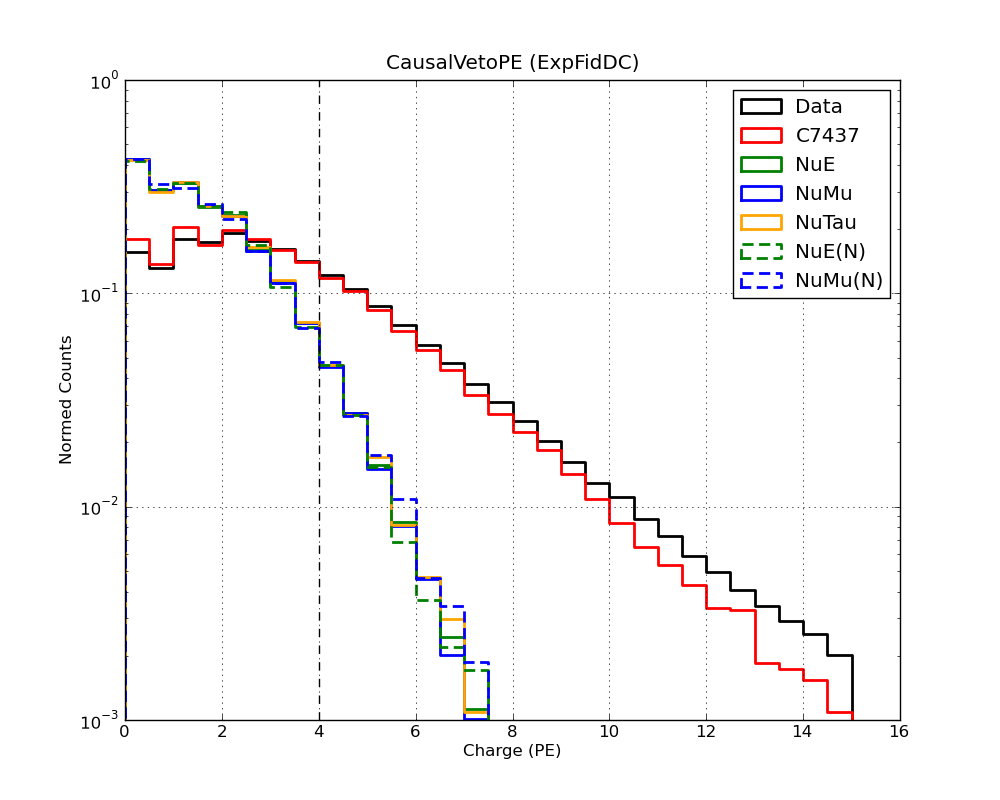 CausalVetoPE (ExpFidDC)
10^0
10^-1
10^-2
10^-3
Normed Counts
Data
C7437
NuE
NuMu
NuTau
NuE(N)
NuMu(N)
0 2 4 6 8 10 12 14 16
Charge (PE)